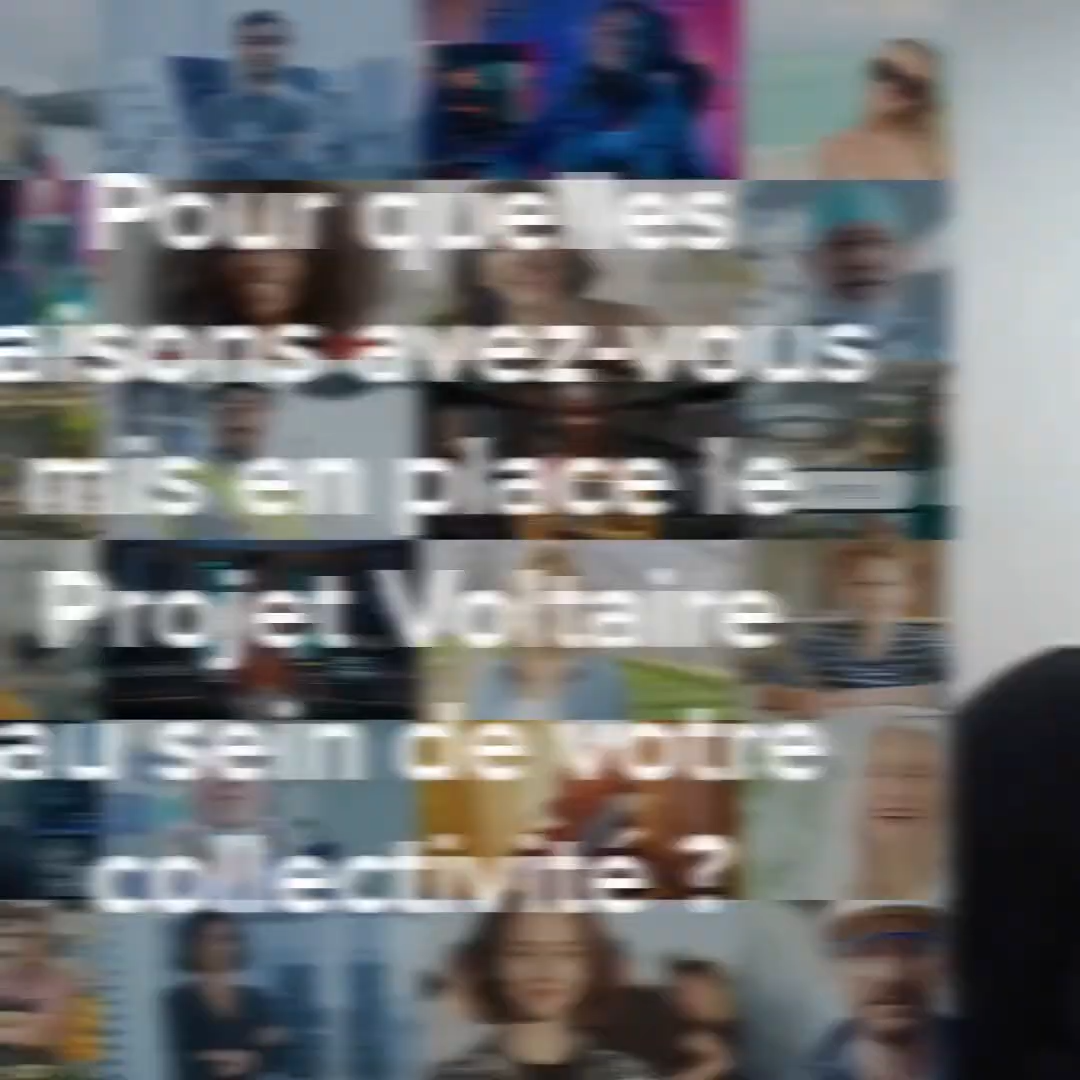 Pour quelles
aisons avez-vous
mis en place le
Projet Voltaire
au sein de votre
collectivité ?